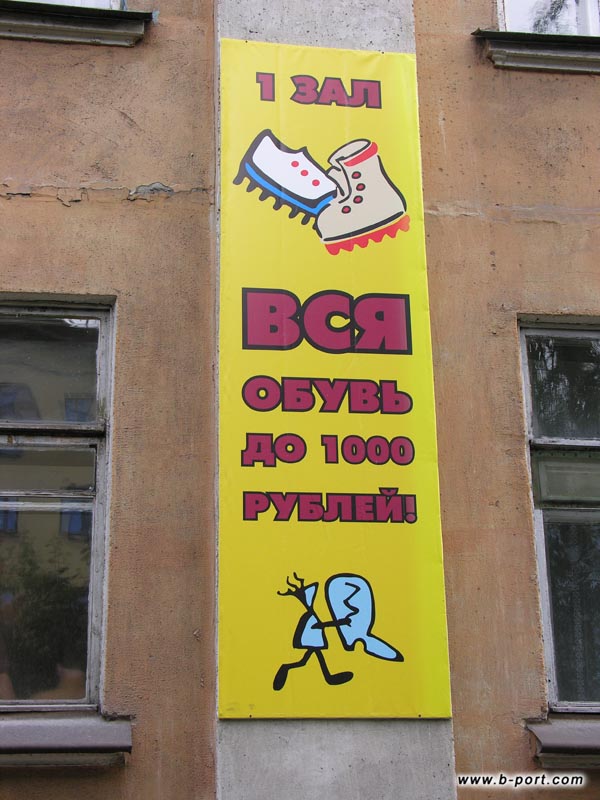 1 ЗАЛ
ВСЯ
ОБУВЬ
ДО 1000
РУБЛЕЙ!
www.b-port.com